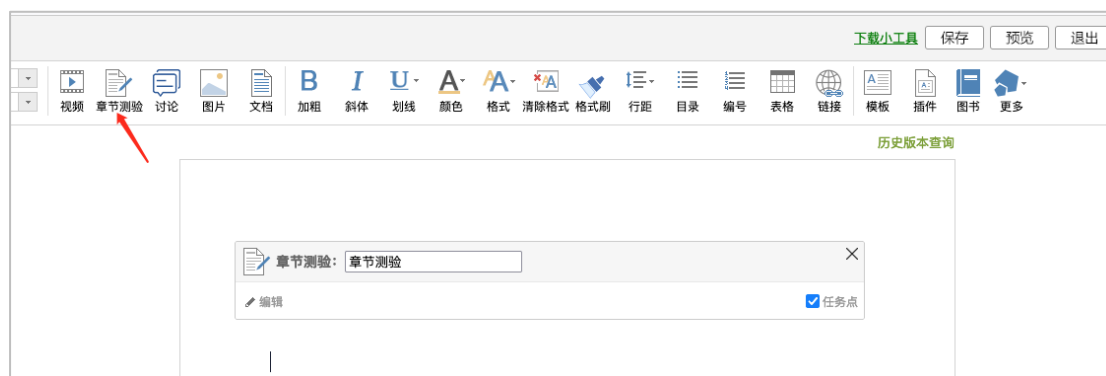 下载小工具 保存 预览 退出
视频 章节测验 讨论 图片 文档 B 加粗 I 斜体 U 划线 A 颜色 AA 格式 清除格式 格式刷 行距 目录 编号 表格 链接 模板 插件 图书 更多
历史版本查询
章节测验: 章节测验
编辑 任务点